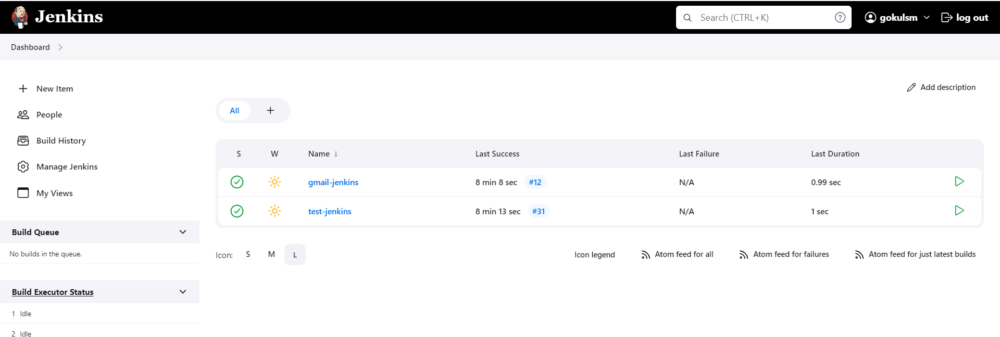 Jenkins
Search (CTRL+K)
gokulsm
log out
Dashboard
New Item
People
Build History
Manage Jenkins
My Views
Build Queue
No builds in the queue.
Build Executor Status
1 Idle
2 Idle
Add description
All +
S W Name ↓ Last Success Last Failure Last Duration
gmail-jenkins 8 min 8 sec #12 N/A 0.99 sec
test-jenkins 8 min 13 sec #31 N/A 1 sec
Icon: S M L
Icon legend Atom feed for all Atom feed for failures Atom feed for just latest builds